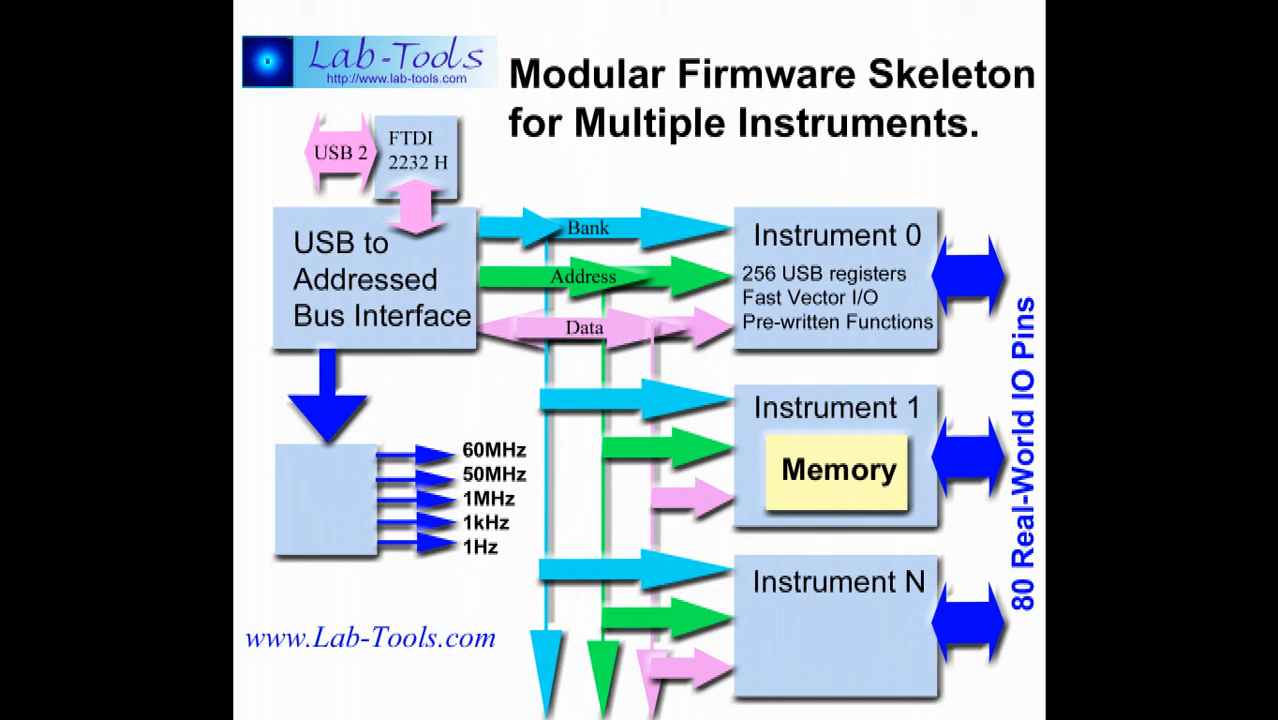 Lab-Tools
http://www.lab-tools.com
Modular Firmware Skeleton
for Multiple Instruments.
USB 2
FTDI
2232 H
USB to
Addressed
Bus Interface
Bank
Address
Data
Instrument 0
256 USB registers
Fast Vector I/O
Pre-written Functions
Instrument 1
Memory
Instrument N
80 Real-World IO Pins
60MHz
50MHz
1MHz
1kHz
1Hz
www.Lab-Tools.com